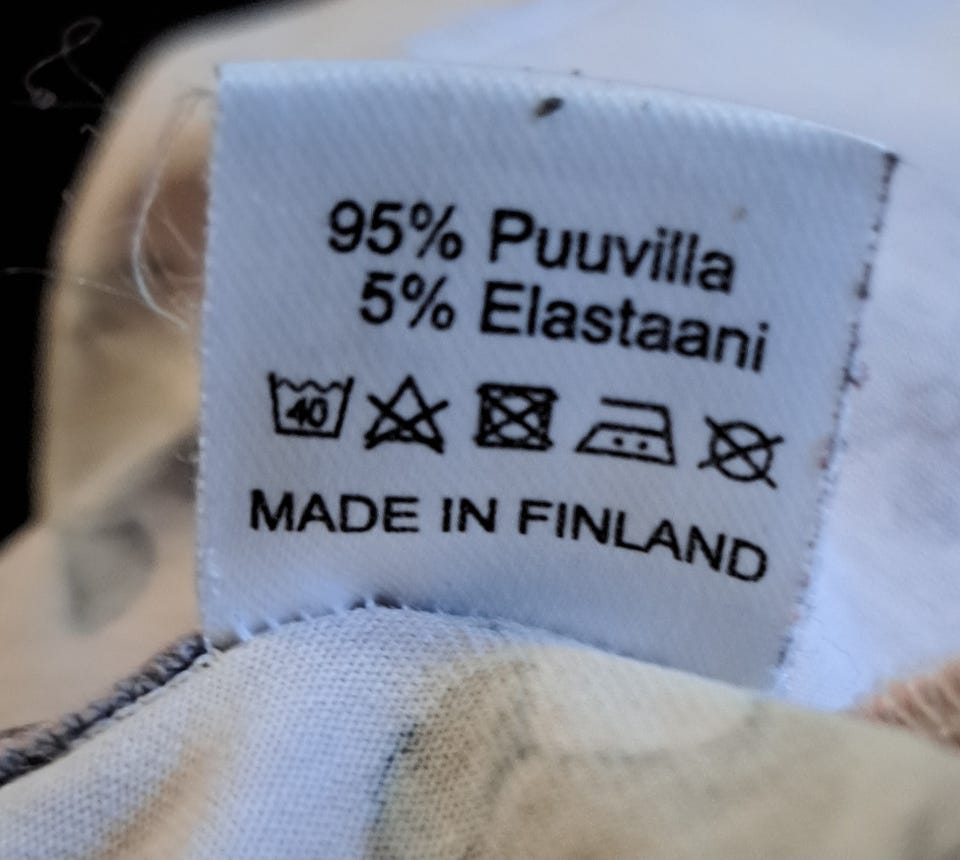 95% Puuvilla
5% Elastaani
40
MADE IN FINLAND